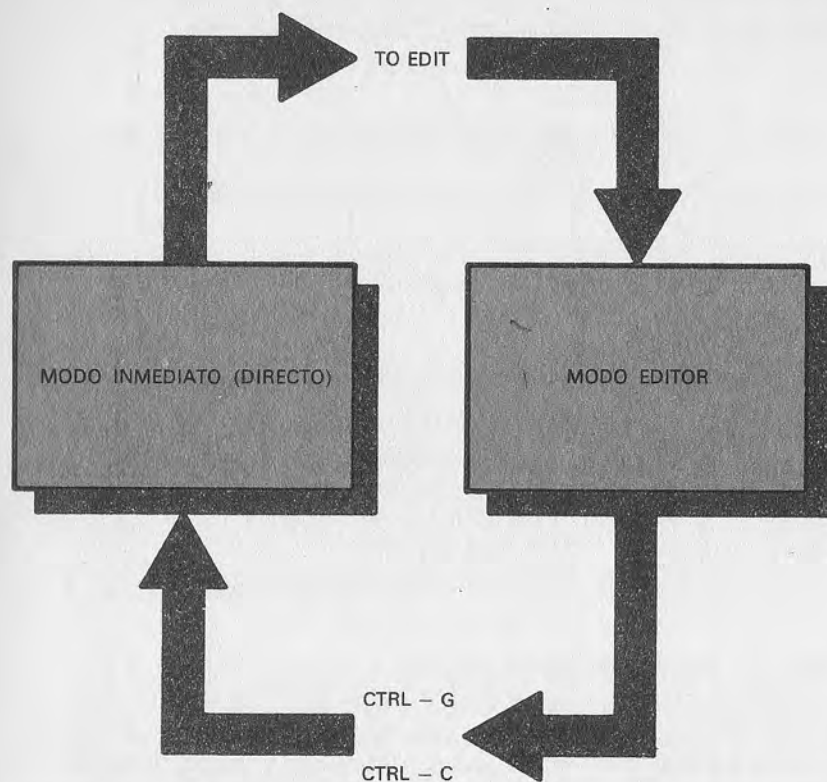 TO EDIT
MODO INMEDIATO (DIRECTO)
MODO EDITOR
CTRL – G
CTRL – C